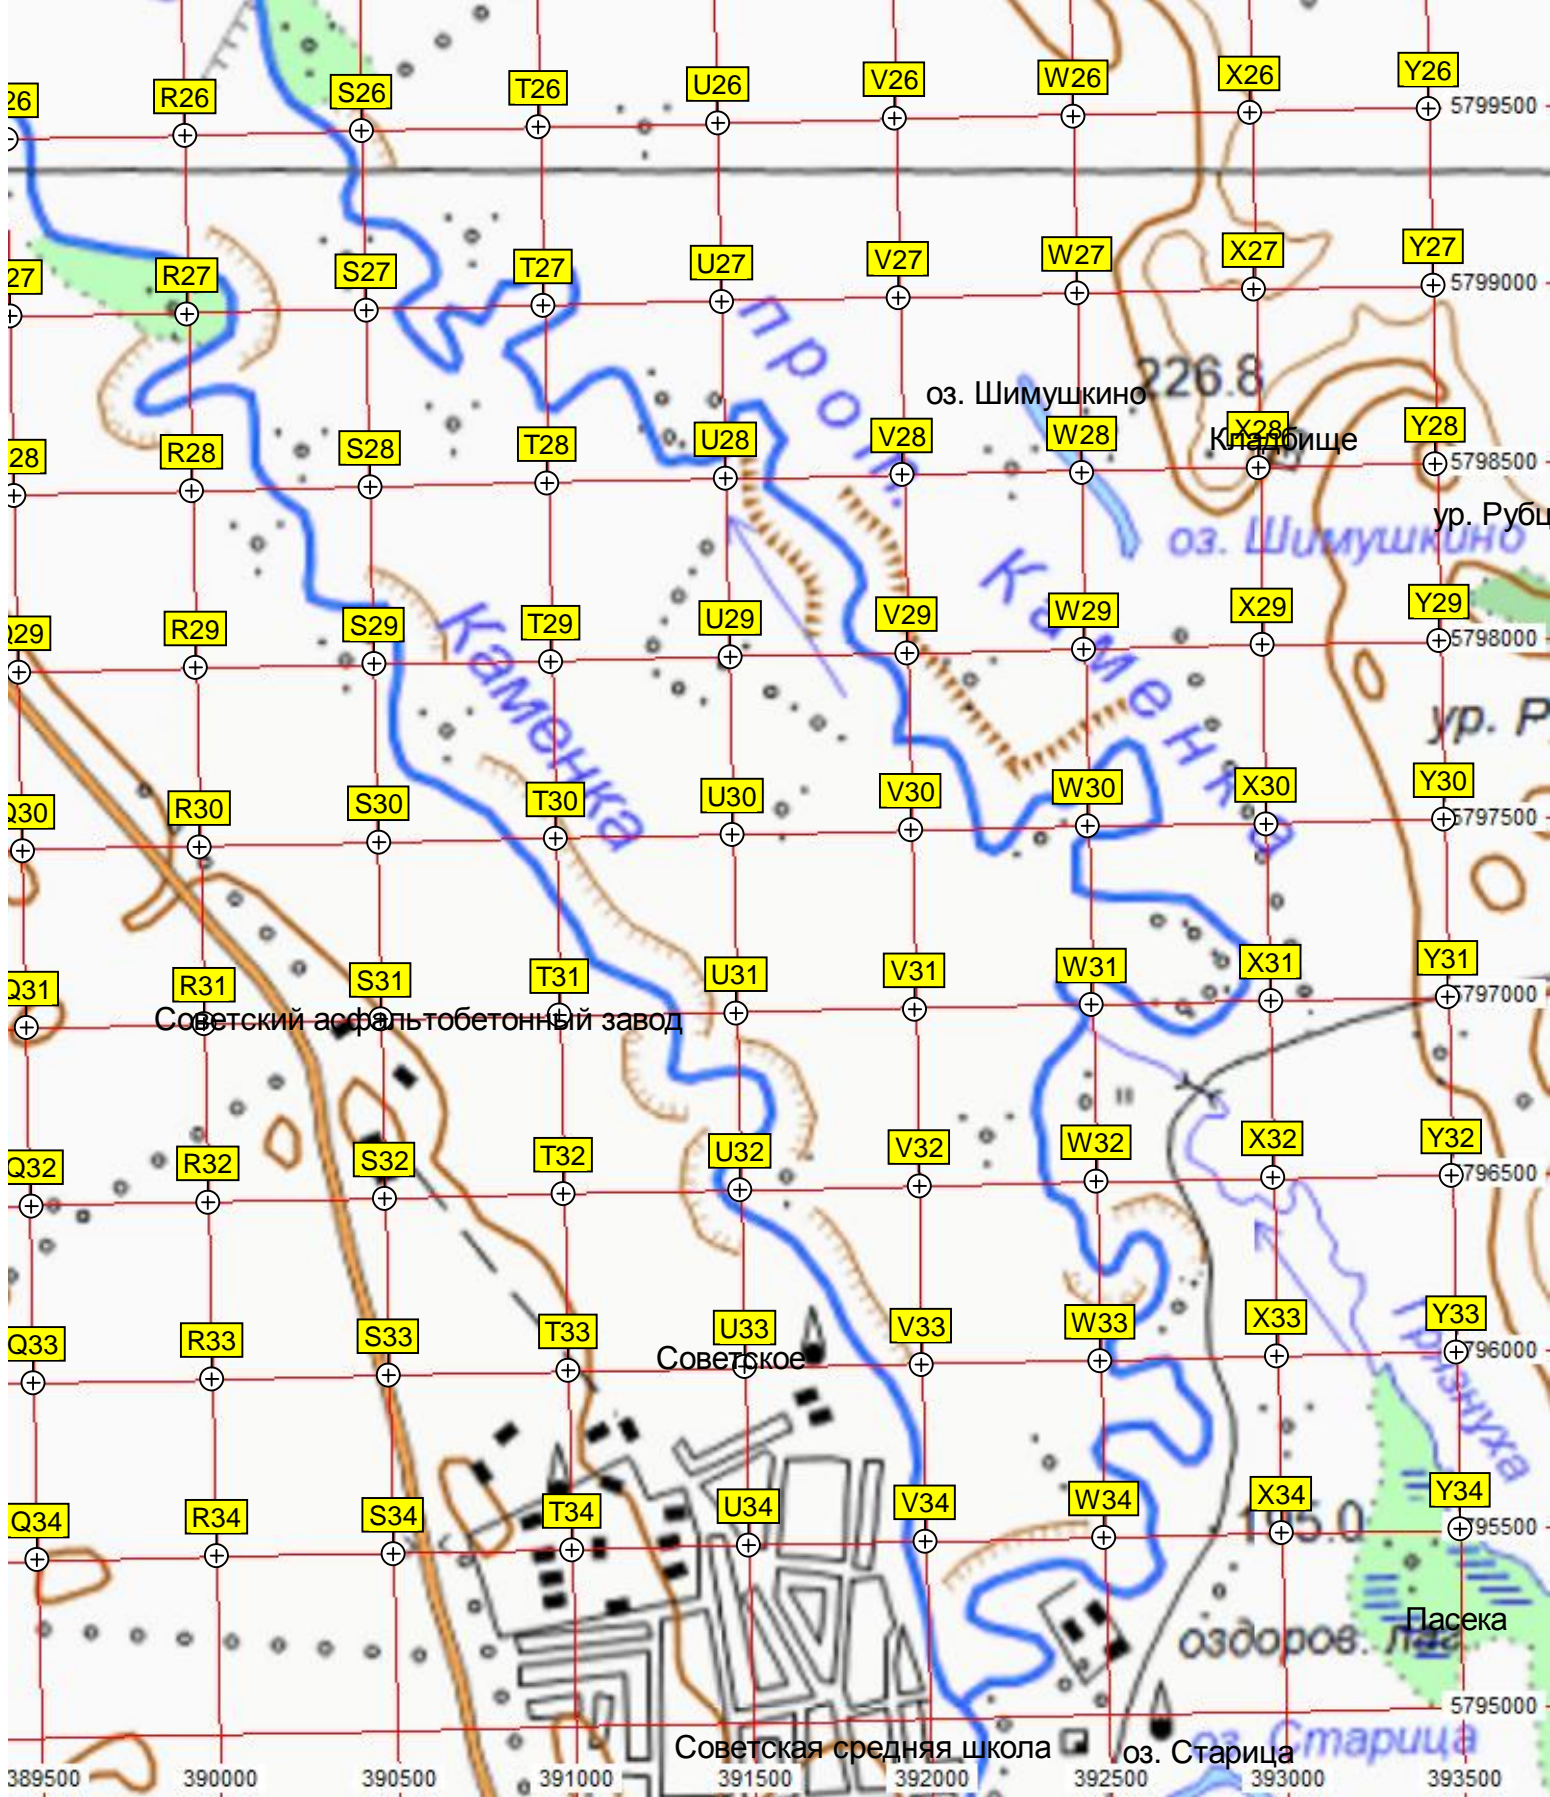 26 R26 S26 T26 U26 V26 W26 X26 Y26
5799500
27 R27 S27 T27 U27 V27 W27 X27 Y27
5799000
прот. Каменка
226.8
оз. Шимушкино
28 R28 S28 T28 U28 V28 W28 X28 Y28
Кладбище
5798500
ур. Рубц
оз. Шимушкино
Каменка
Q29 R29 S29 T29 U29 V29 W29 X29 Y29
5798000
ур. Р
Q30 R30 S30 T30 U30 V30 W30 X30 Y30
5797500
Q31 R31 S31 T31 U31 V31 W31 X31 Y31
5797000
Советский асфальтобетонный завод
Q32 R32 S32 T32 U32 V32 W32 X32 Y32
5796500
Q33 R33 S33 T33 U33 V33 W33 X33 Y33
5796000
Советское
Грязнуха
Q34 R34 S34 T34 U34 V34 W34 X34 Y34
195.0
5795500
Пасека
оздоров. лаг
5795000
оз. Старица
Советская средняя школа
оз. Старица
389500 390000 390500 391000 391500 392000 392500 393000 393500